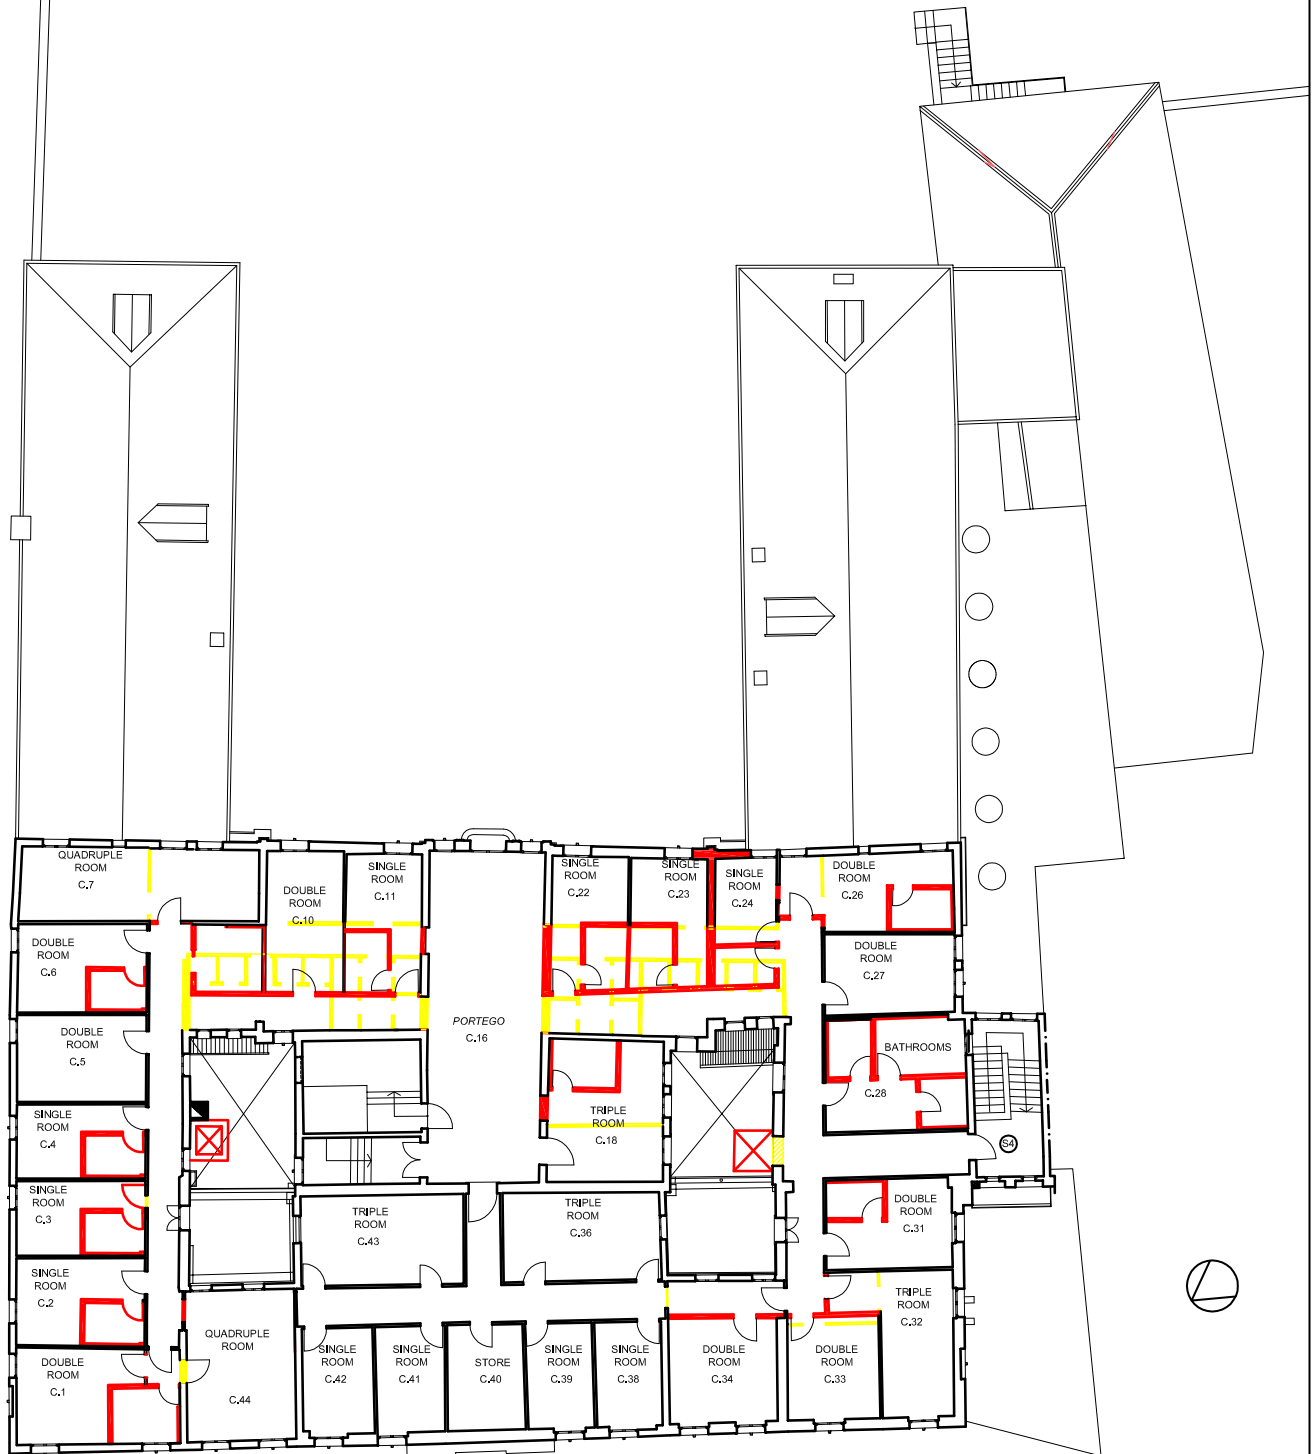 QUADRUPLE
ROOM
C.7
DOUBLE
ROOM
C.10
SINGLE
ROOM
C.11
SINGLE
ROOM
C.22
SINGLE
ROOM
C.23
SINGLE
ROOM
C.24
DOUBLE
ROOM
C.26
DOUBLE
ROOM
C.6
DOUBLE
ROOM
C.27
DOUBLE
ROOM
C.5
PORTEGO
C.16
BATHROOMS
C.28
SINGLE
ROOM
C.4
TRIPLE
ROOM
C.18
S4
SINGLE
ROOM
C.3
TRIPLE
ROOM
C.43
TRIPLE
ROOM
C.36
DOUBLE
ROOM
C.31
SINGLE
ROOM
C.2
TRIPLE
ROOM
C.32
QUADRUPLE
ROOM
C.44
DOUBLE
ROOM
C.1
SINGLE
ROOM
C.42
SINGLE
ROOM
C.41
STORE
C.40
SINGLE
ROOM
C.39
SINGLE
ROOM
C.38
DOUBLE
ROOM
C.34
DOUBLE
ROOM
C.33